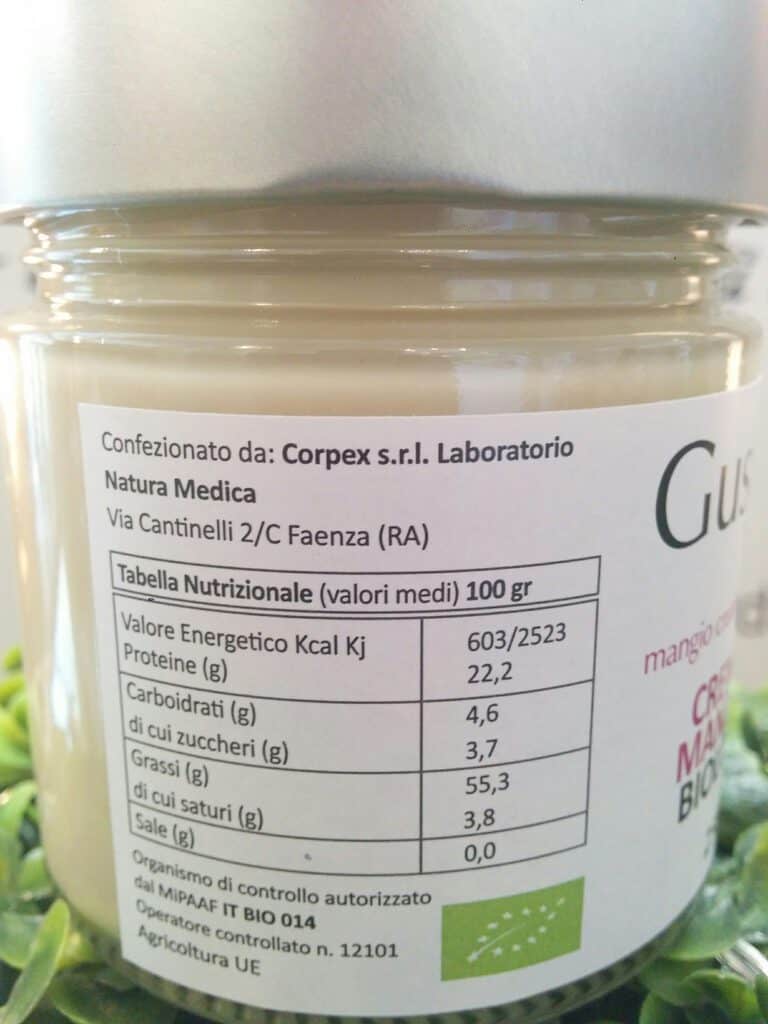 Confezionato da: Corpex s.r.l. Laboratorio
Natura Medica
Via Cantinelli 2/C Faenza (RA)
Tabella Nutrizionale (valori medi) 100 gr
Valore Energetico Kcal Kj 603/2523
Proteine (g) 22,2
Carboidrati (g) 4,6
di cui zuccheri (g) 3,7
Grassi (g) 55,3
di cui saturi (g) 3,8
Sale (g) 0,0
Organismo di controllo autorizzato
dal MiPAAF IT BIO 014
Operatore controllato n. 12101
Agricoltura UE
mangio